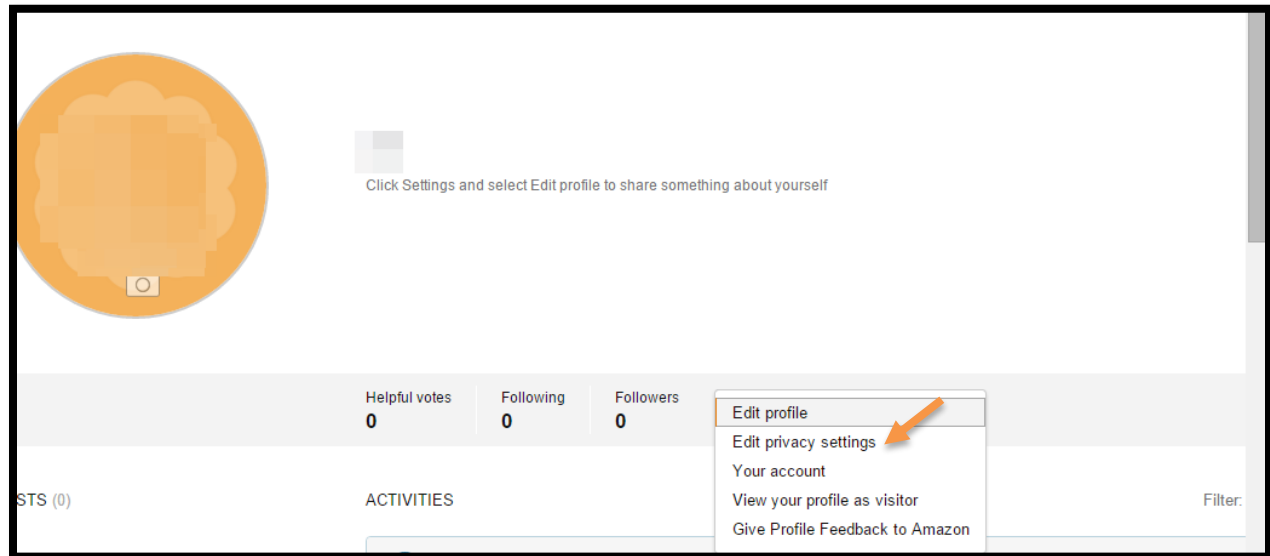 Click Settings and select Edit profile to share something about yourself
Helpful votes Following Followers
0 0 0
Edit profile
Edit privacy settings
Your account
View your profile as visitor
Give Profile Feedback to Amazon
STS (0) ACTIVITIES Filter: